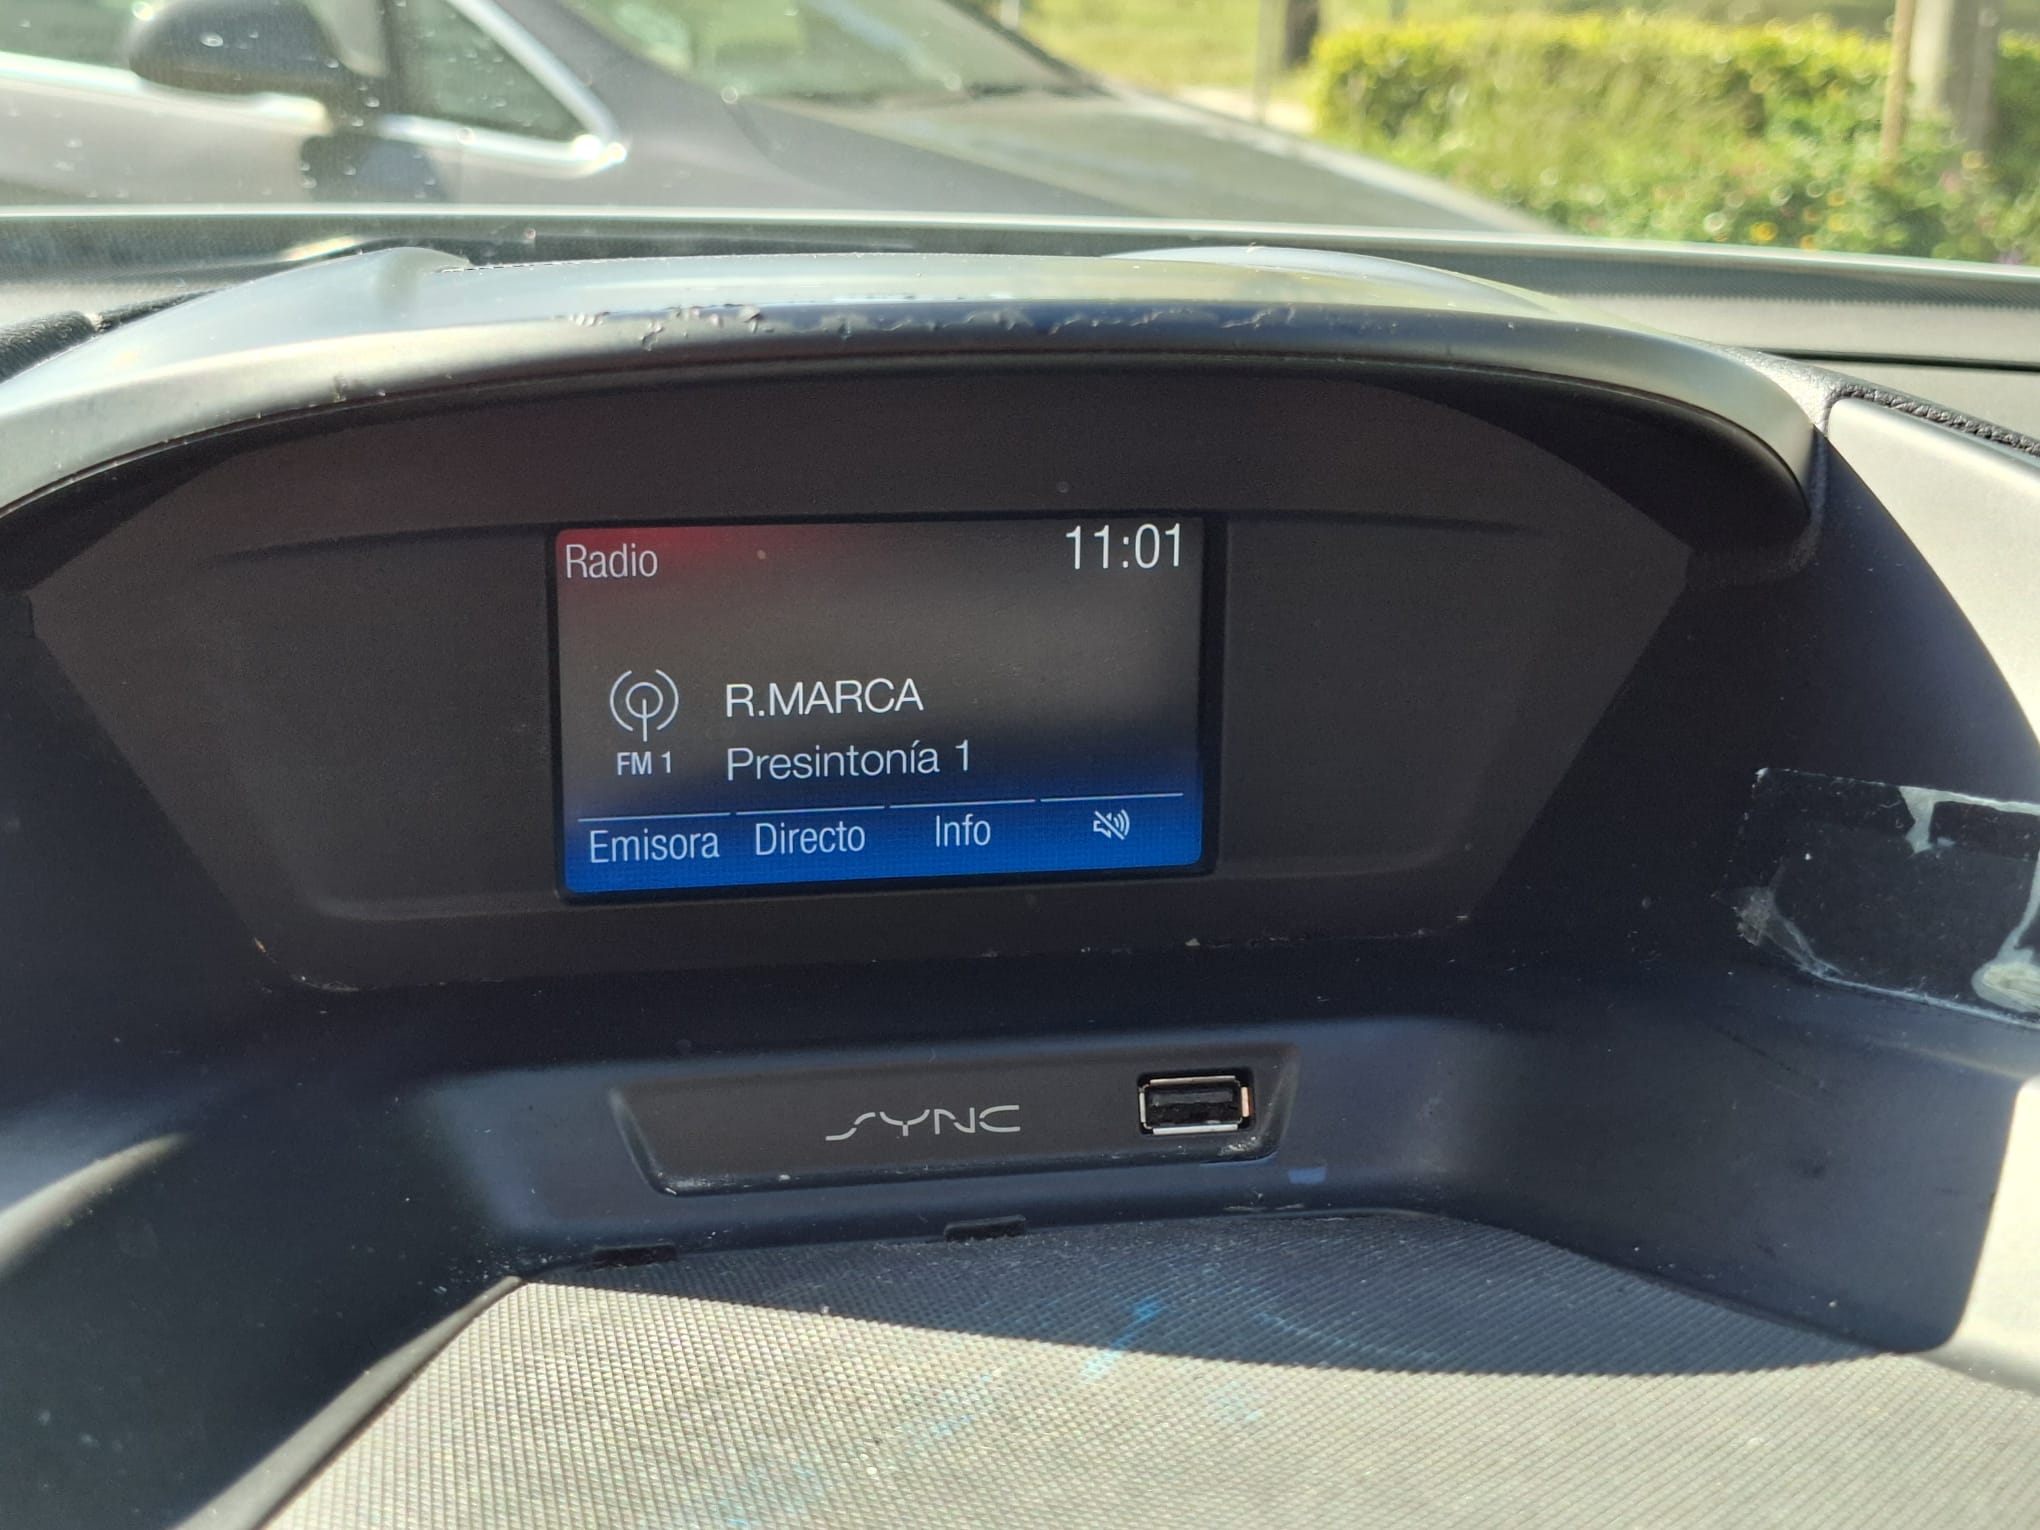 Radio 11:01
R.MARCA
FM 1 Presintonía 1
Emisora Directo Info
SYNC